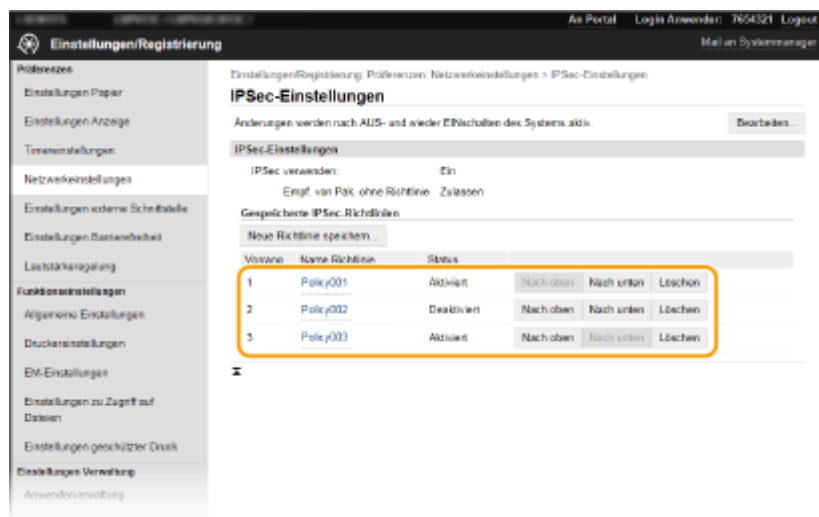 An Portal Login Anwender: 7654321 Logout
Einstellungen/Registrierung
Mail an Systemmanager
Präferenzen
Einstellungen Papier
Einstellungen Anzeige
Timereinstellungen
Netzwerkeinstellungen
Einstellungen externe Schnittstelle
Einstellungen Barrierefreiheit
Lautstärkeregelung
Funktionseinstellungen
Allgemeine Einstellungen
Druckereinstellungen
EM-Einstellungen
Einstellungen zu Zugriff auf
Dateien
Einstellungen geschützter Druck
Einstellungen Verwaltung
Anwenderverwaltung
Einstellungen/Registrierung: Präferenzen: Netzwerkeinstellungen > IPSec-Einstellungen
IPSec-Einstellungen
Änderungen werden nach AUS- und wieder EINschalten des Systems aktiv.
Bearbeiten...
IPSec-Einstellungen
IPSec verwenden: Ein
Empf. von Pak. ohne Richtlinie Zulassen
Gespeicherte IPSec-Richtlinien
Neue Richtlinie speichern...
Vorrang Name Richtlinie Status
1 Policy001 Aktiviert Nach oben Nach unten Löschen
2 Policy002 Deaktiviert Nach oben Nach unten Löschen
3 Policy003 Aktiviert Nach oben Nach unten Löschen